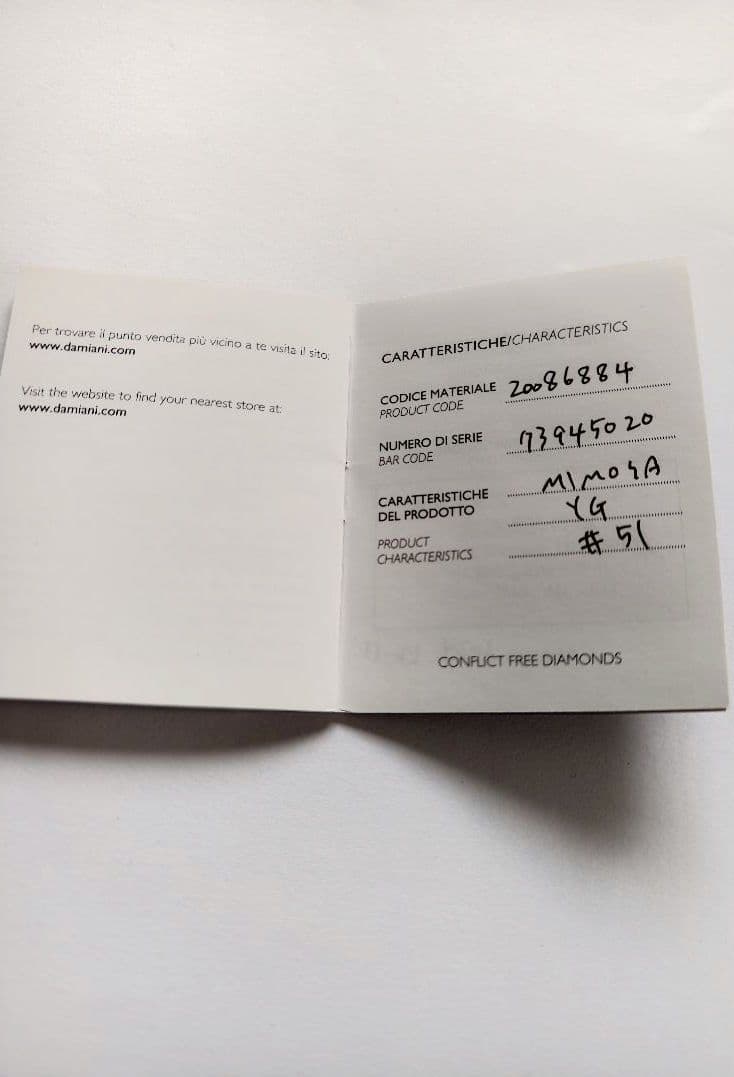 Per trovare il punto vendita più vicino a te visita il sito:
www.damiani.com
Visit the website to find your nearest store at:
www.damiani.com
CARATTERISTICHE/CHARACTERISTICS
CODICE MATERIALE 20086884
PRODUCT CODE
NUMERO DI SERIE 73945020
BAR CODE
CARATTERISTICHE MIMOSA
DEL PRODOTTO YG
PRODUCT # 51
CHARACTERISTICS
CONFLICT FREE DIAMONDS